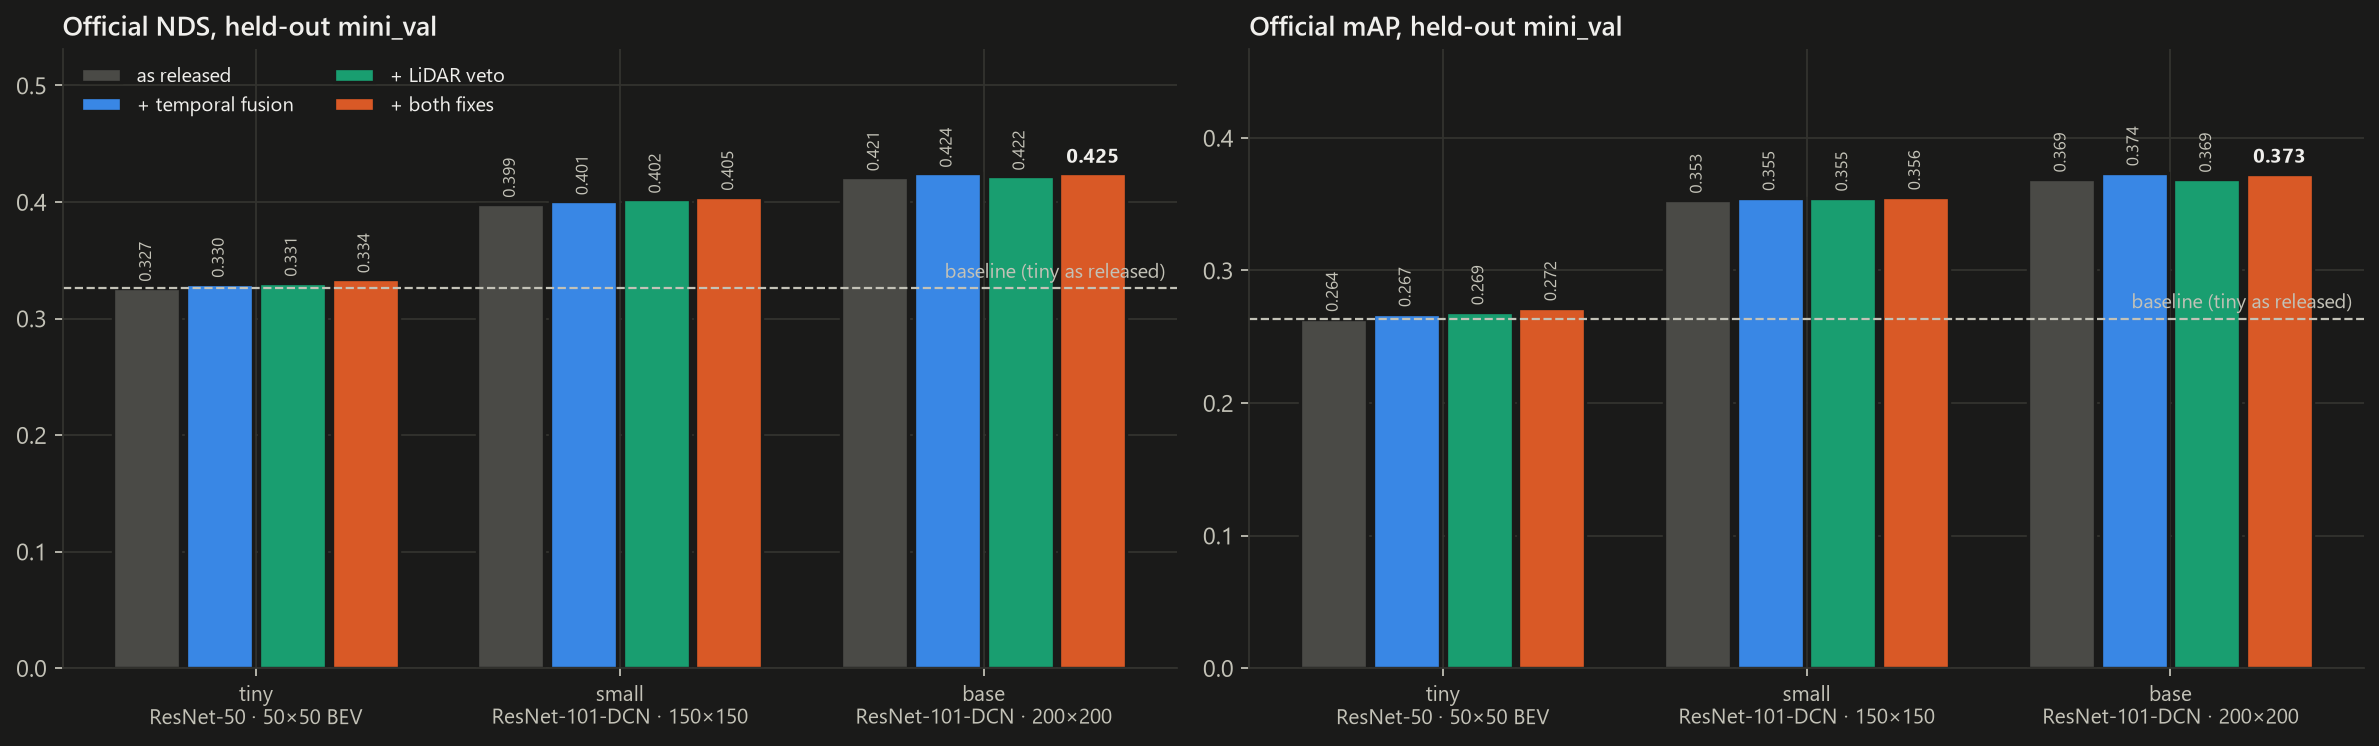 Official NDS, held-out mini_val
as released
+ temporal fusion
+ LiDAR veto
+ both fixes
0.5
0.4
0.3
0.2
0.1
0.0
0.327
0.330
0.331
0.334
0.399
0.401
0.402
0.405
0.421
0.424
0.422
0.425
baseline (tiny as released)
tiny
ResNet-50 · 50×50 BEV
small
ResNet-101-DCN · 150×150
base
ResNet-101-DCN · 200×200
Official mAP, held-out mini_val
0.4
0.3
0.2
0.1
0.0
0.264
0.267
0.269
0.272
0.353
0.355
0.355
0.356
0.369
0.374
0.369
0.373
baseline (tiny as released)
tiny
ResNet-50 · 50×50 BEV
small
ResNet-101-DCN · 150×150
base
ResNet-101-DCN · 200×200